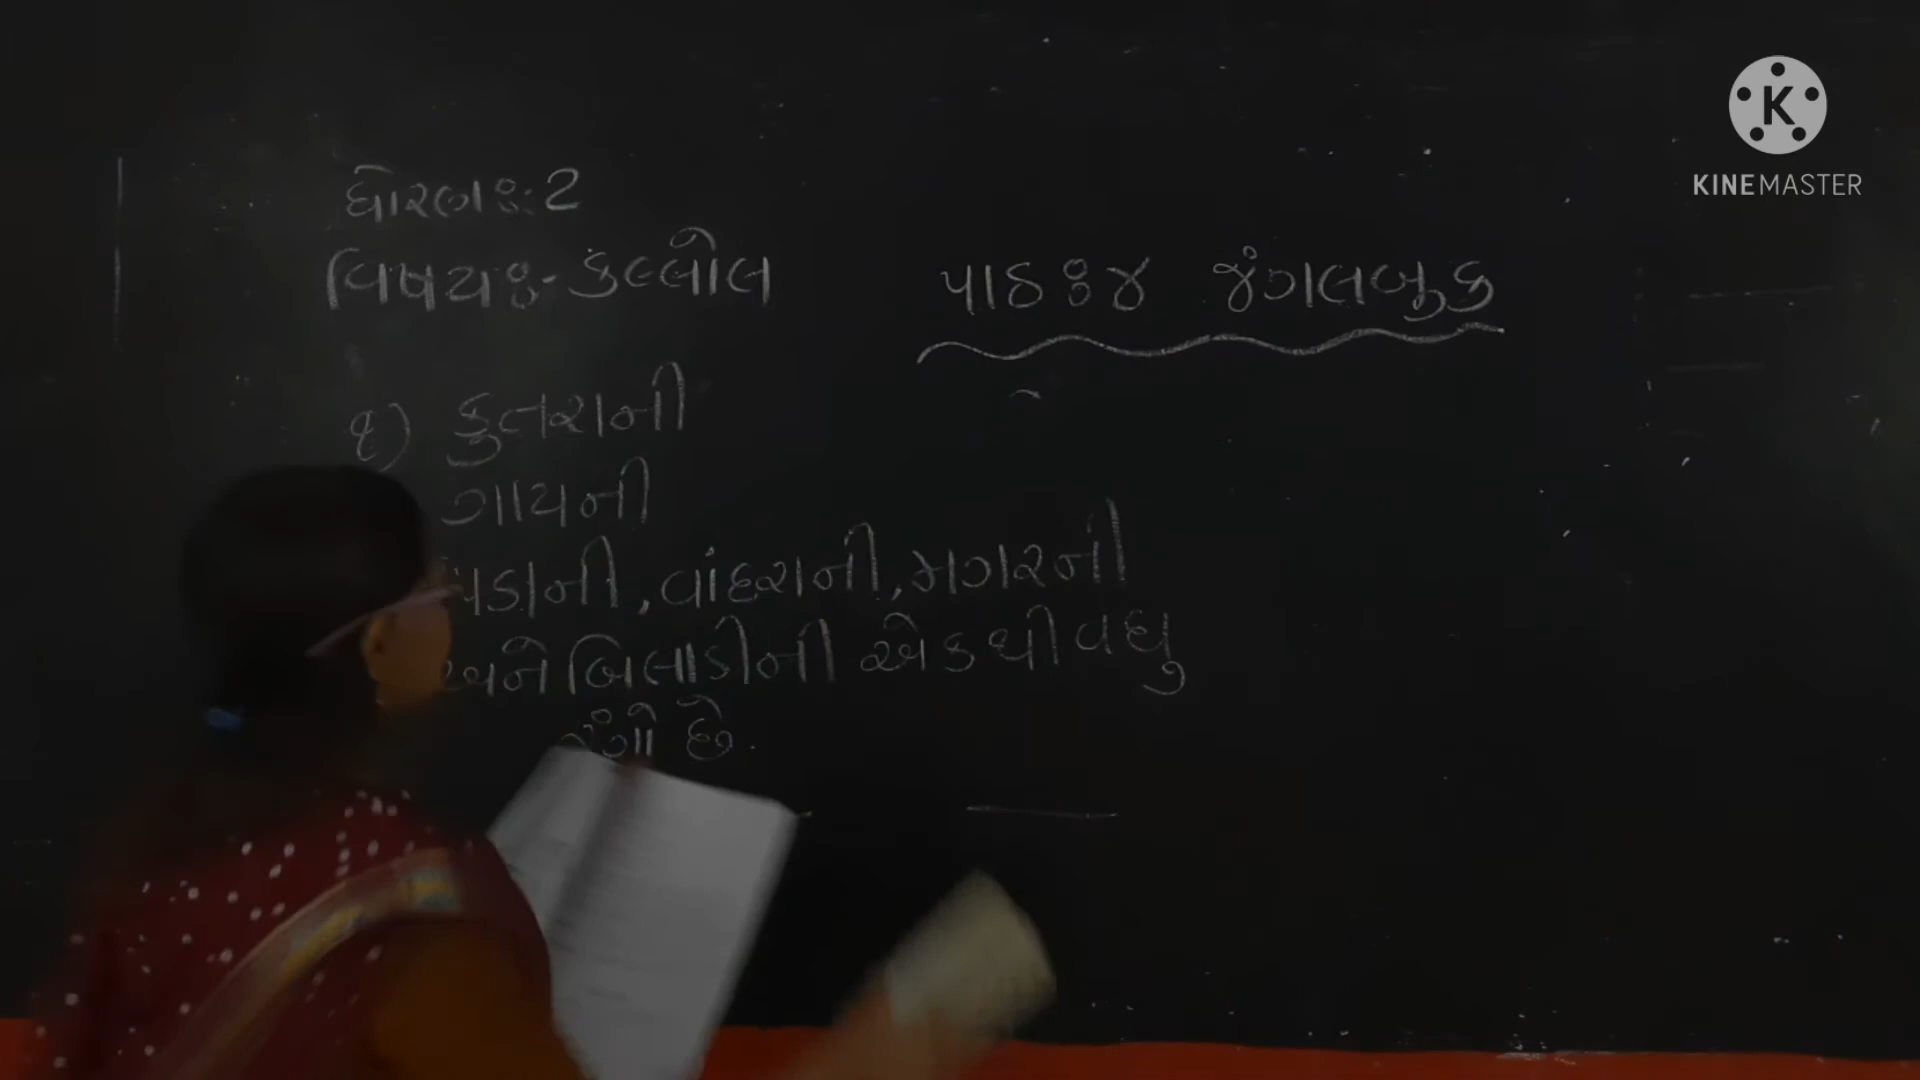 ધોરણઃ-2
વિષયઃ-કલ્લોલ
પાઠઃ૪ જંગલબુક
૧) કુતરાની
ગાયની
વાંદરાની, મગરની
અને બિલાડીની એકથી વધુ
રંગો છે.
KINEMASTER